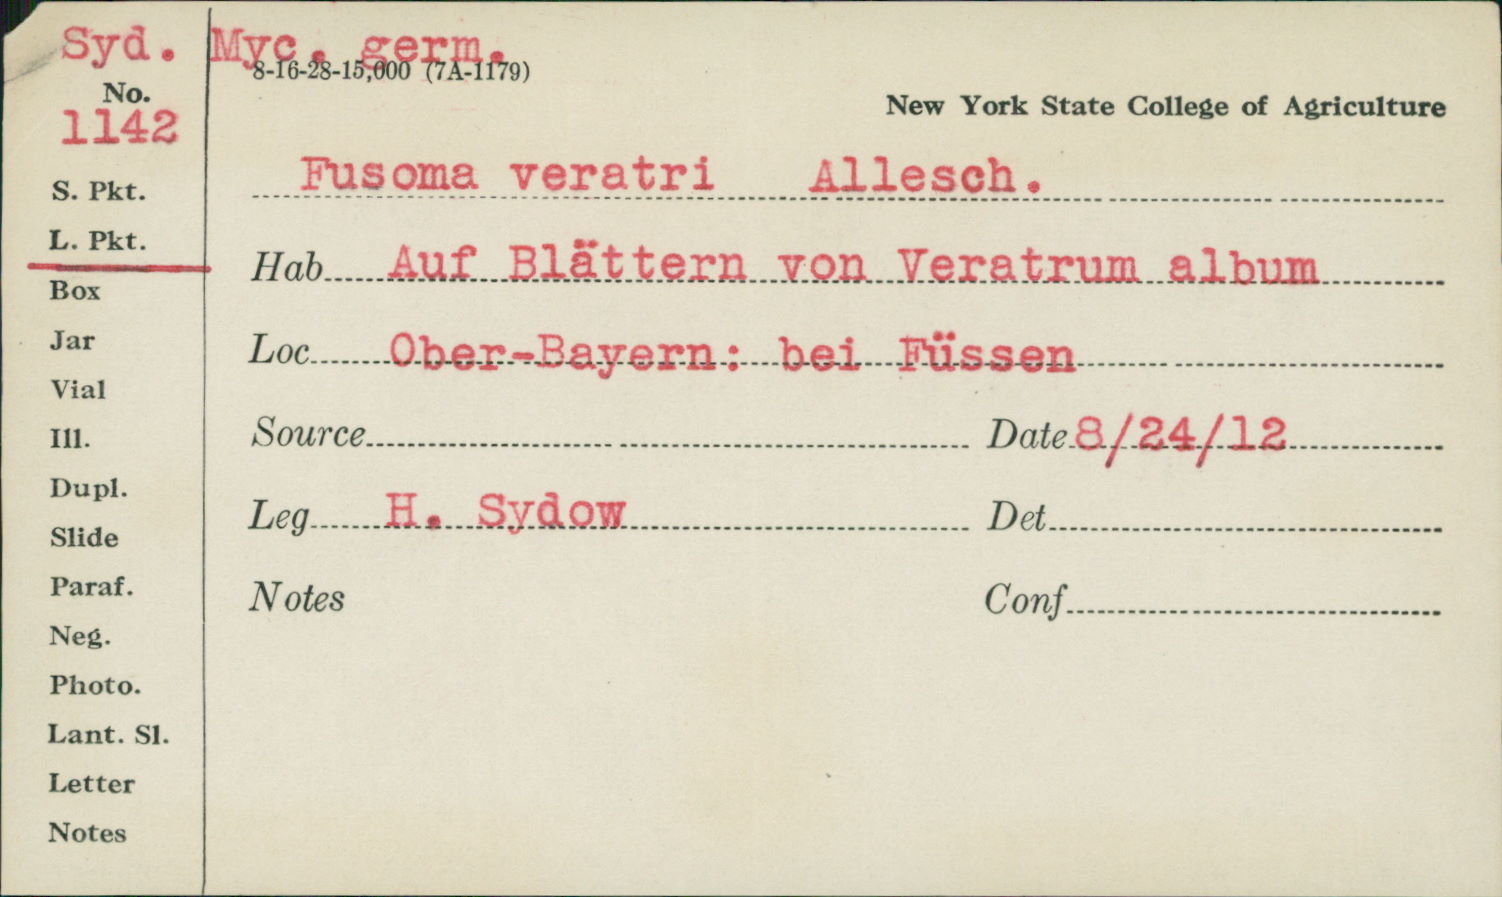 Syd. Myc. germ.
8-16-28-15,000 (7A-1179)
No.
1142
New York State College of Agriculture
Fusoma veratri Allesch.
S. Pkt.
L. Pkt.
Hab Auf Blättern von Veratrum album
Box
Jar
Loc Ober-Bayern: bei Füssen
Vial
Ill.
Source Date 8/24/12
Dupl.
Slide
Leg H. Sydow Det
Paraf.
Notes Conf
Neg.
Photo.
Lant. Sl.
Letter
Notes